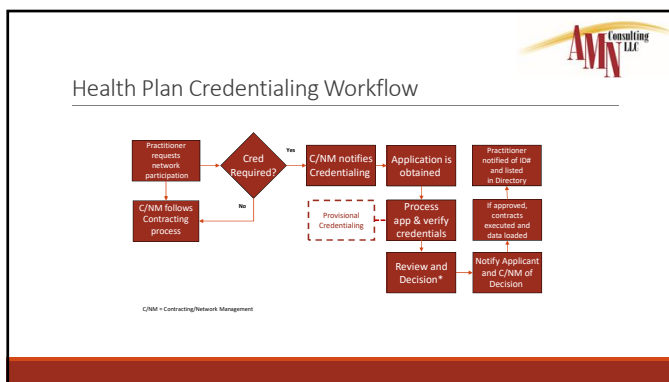 AMN
Consulting
LLC
Health Plan Credentialing Workflow
Practitioner
requests
network
participation
Cred
Required?
Yes
No
C/NM follows
Contracting
process
C/NM notifies
Credentialing
Application is
obtained
Provisional
Credentialing
Process
app & verify
credentials
Review and
Decision*
Notify Applicant
and C/NM of
Decision
If approved,
contracts
executed and
data loaded
Practitioner
notified of ID#
and listed
in Directory
C/NM = Contracting/Network Management